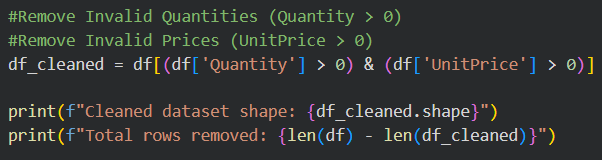 #Remove Invalid Quantities (Quantity > 0)
#Remove Invalid Prices (UnitPrice > 0)
df_cleaned = df[(df['Quantity'] > 0) & (df['UnitPrice'] > 0)]
print(f"Cleaned dataset shape: {df_cleaned.shape}")
print(f"Total rows removed: {len(df) - len(df_cleaned)}")